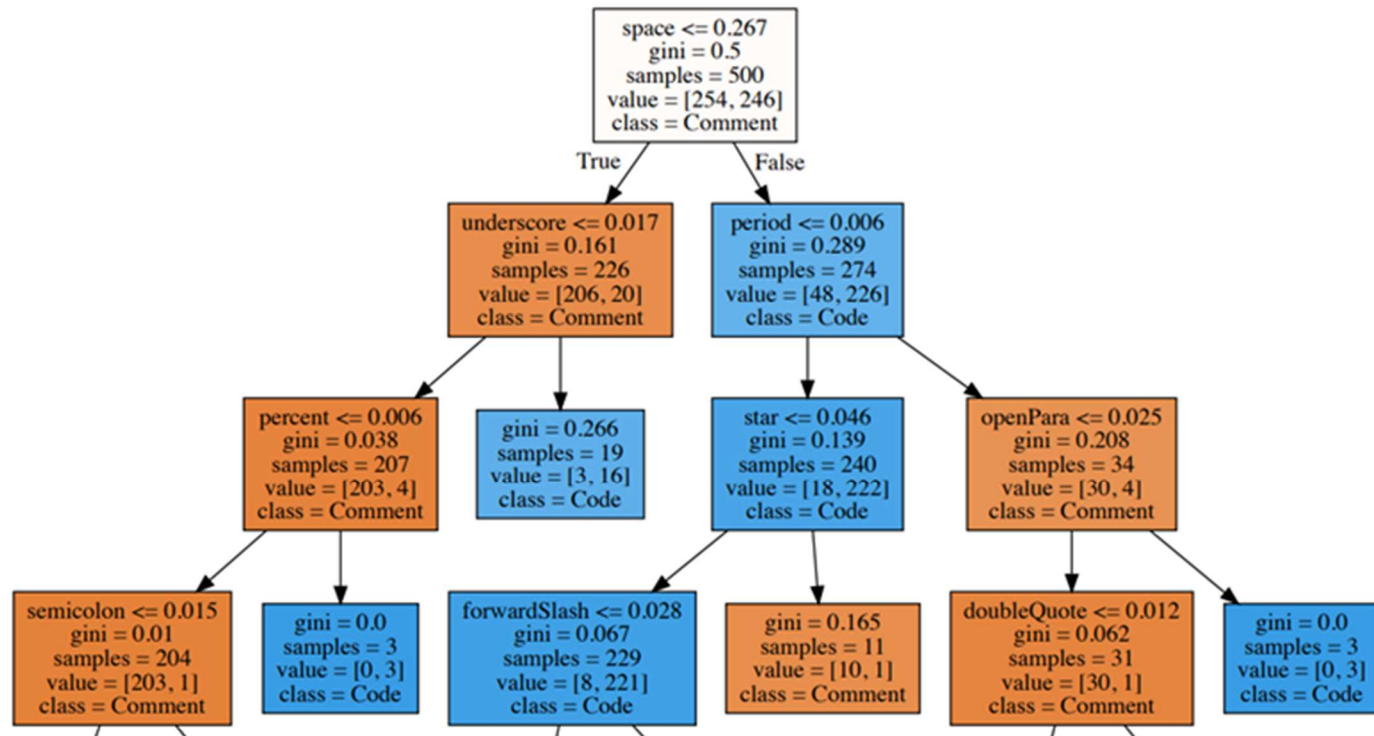 space <= 0.267
gini = 0.5
samples = 500
value = [254, 246]
class = Comment
True
False
underscore <= 0.017
gini = 0.161
samples = 226
value = [206, 20]
class = Comment
period <= 0.006
gini = 0.289
samples = 274
value = [48, 226]
class = Code
percent <= 0.006
gini = 0.038
samples = 207
value = [203, 4]
class = Comment
gini = 0.266
samples = 19
value = [3, 16]
class = Code
star <= 0.046
gini = 0.139
samples = 240
value = [18, 222]
class = Code
openPara <= 0.025
gini = 0.208
samples = 34
value = [30, 4]
class = Comment
semicolon <= 0.015
gini = 0.01
samples = 204
value = [203, 1]
class = Comment
gini = 0.0
samples = 3
value = [0, 3]
class = Code
forwardSlash <= 0.028
gini = 0.067
samples = 229
value = [8, 221]
class = Code
gini = 0.165
samples = 11
value = [10, 1]
class = Comment
doubleQuote <= 0.012
gini = 0.062
samples = 31
value = [30, 1]
class = Comment
gini = 0.0
samples = 3
value = [0, 3]
class = Code